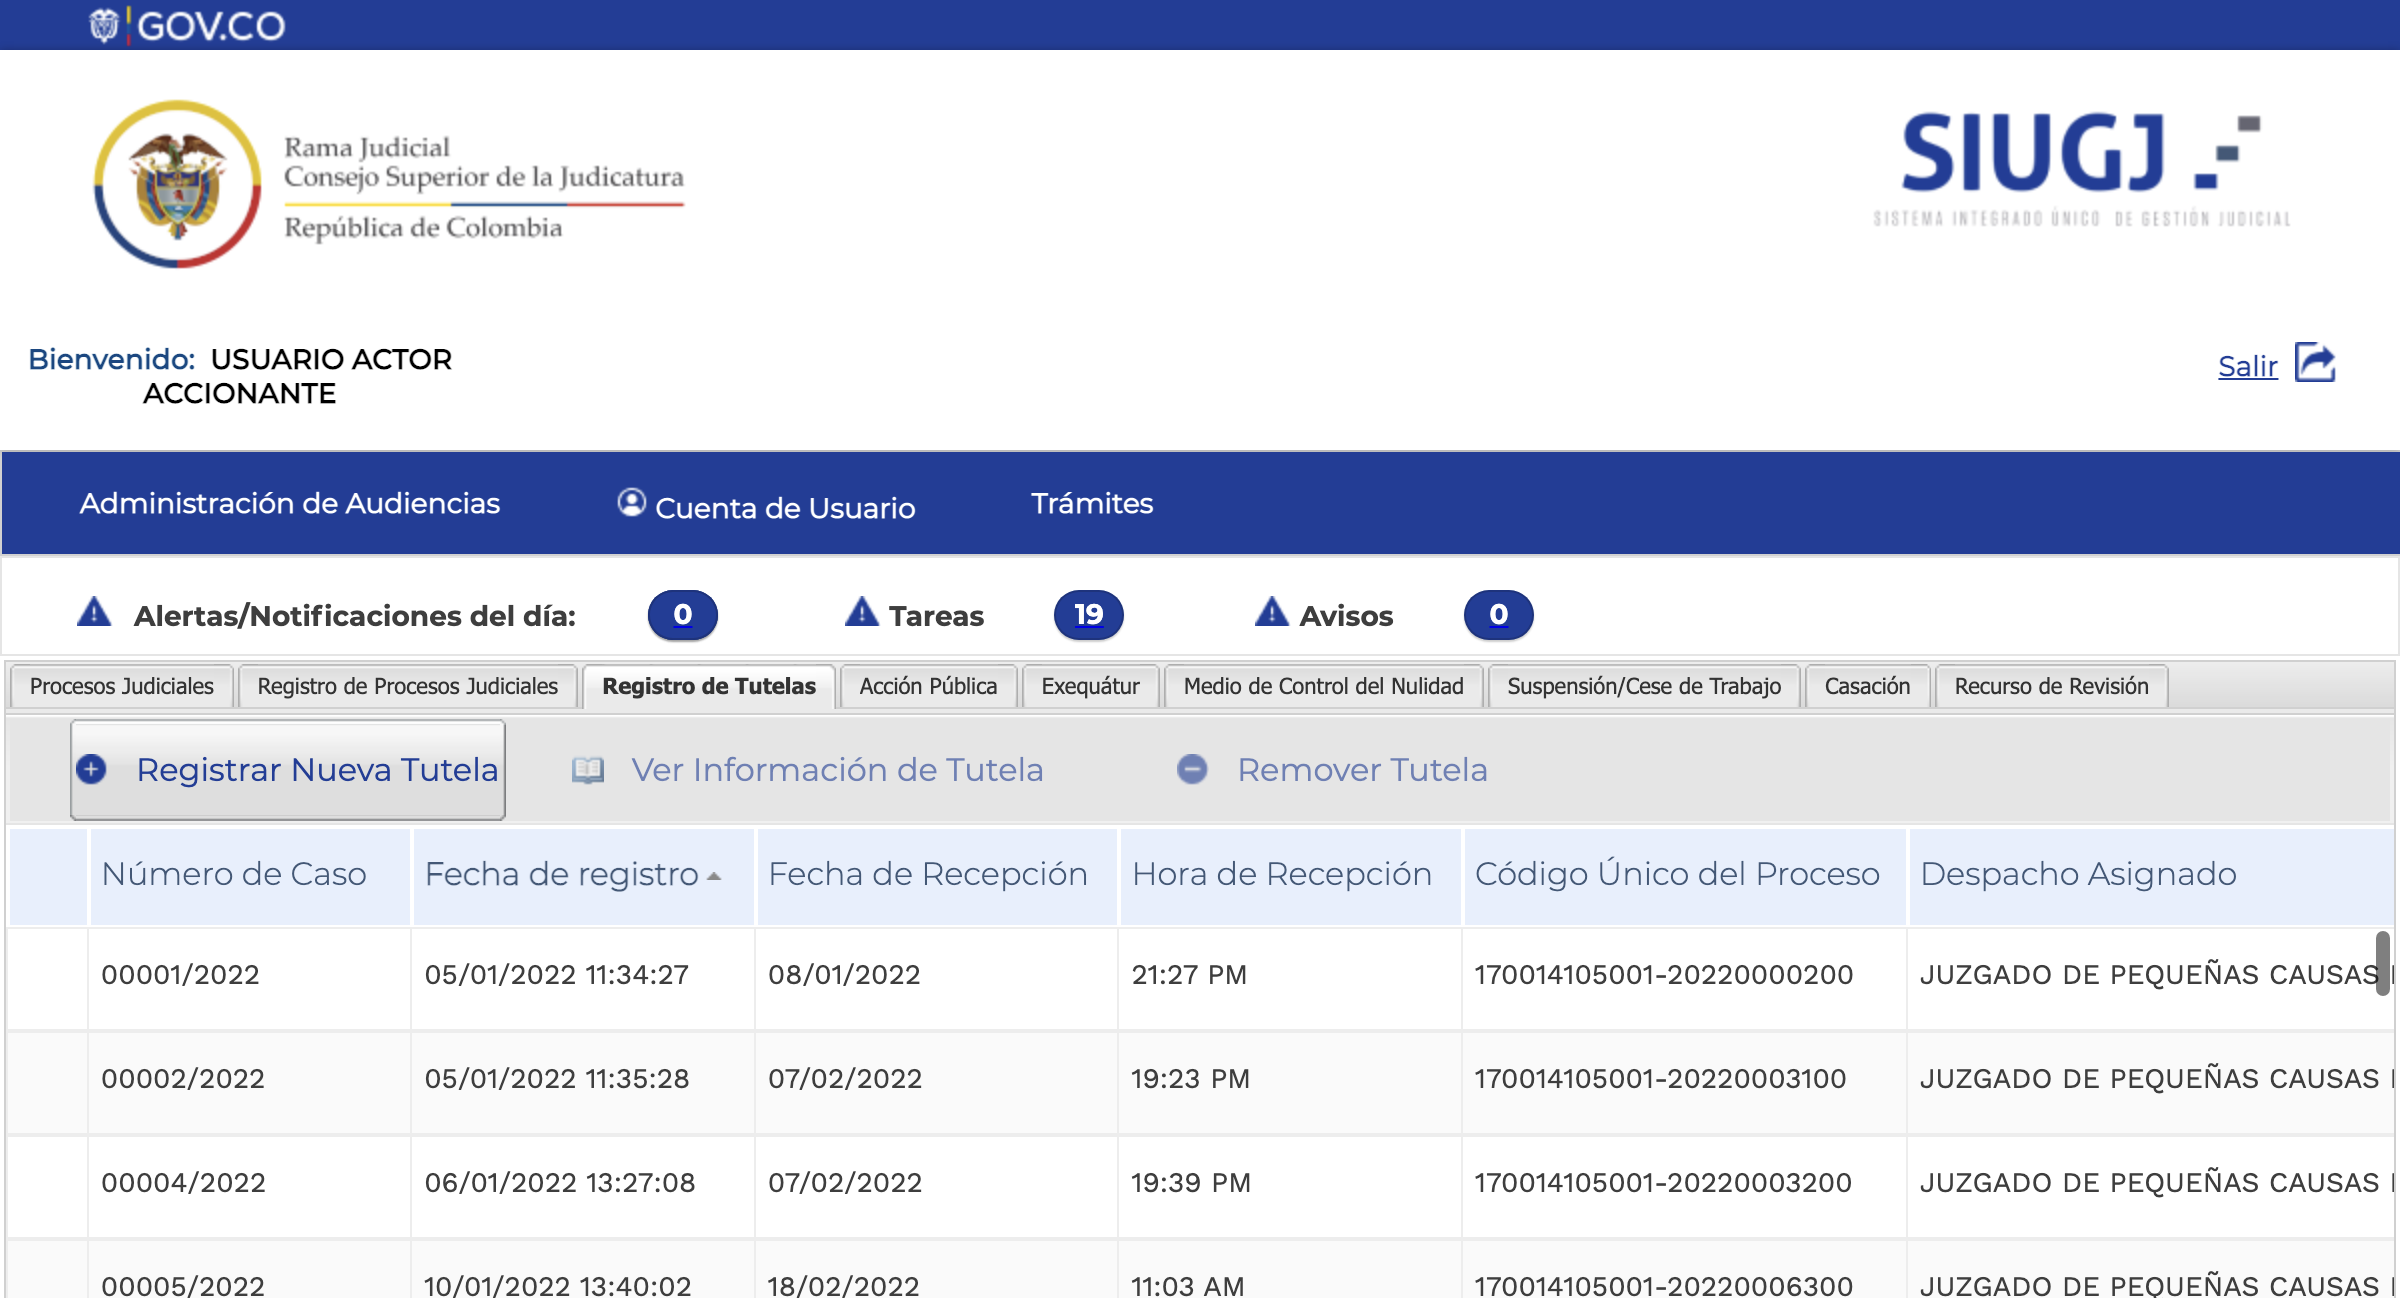 GOV.CO
Rama Judicial
Consejo Superior de la Judicatura
República de Colombia
SIUGJ
SISTEMA INTEGRADO ÚNICO DE GESTIÓN JUDICIAL
Bienvenido: USUARIO ACTOR
ACCIONANTE
Salir
Administración de Audiencias Cuenta de Usuario Trámites
Alertas/Notificaciones del día: 0 Tareas 19 Avisos 0
Procesos Judiciales Registro de Procesos Judiciales Registro de Tutelas Acción Pública Exequátur Medio de Control del Nulidad Suspensión/Cese de Trabajo Casación Recurso de Revisión
Registrar Nueva Tutela Ver Información de Tutela Remover Tutela
Número de Caso Fecha de registro Fecha de Recepción Hora de Recepción Código Único del Proceso Despacho Asignado
00001/2022 05/01/2022 11:34:27 08/01/2022 21:27 PM 170014105001-20220000200 JUZGADO DE PEQUEÑAS CAUSAS
00002/2022 05/01/2022 11:35:28 07/02/2022 19:23 PM 170014105001-20220003100 JUZGADO DE PEQUEÑAS CAUSAS
00004/2022 06/01/2022 13:27:08 07/02/2022 19:39 PM 170014105001-20220003200 JUZGADO DE PEQUEÑAS CAUSAS
00005/2022 10/01/2022 13:40:02 18/02/2022 11:03 AM 170014105001-20220006300 JUZGADO DE PEQUEÑAS CAUSAS